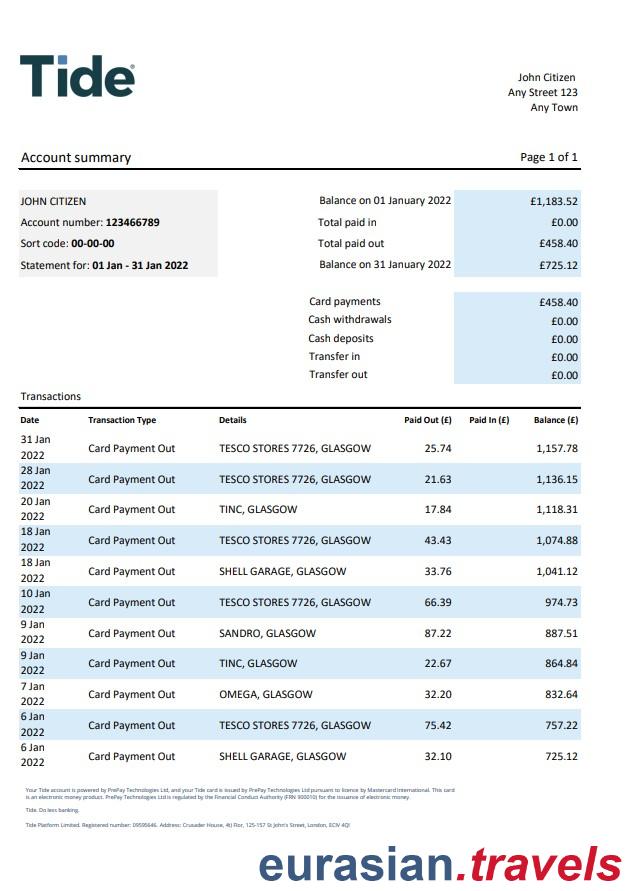 Tide®
John Citizen
Any Street 123
Any Town
Account summary
Page 1 of 1
JOHN CITIZEN
Account number: 123466789
Sort code: 00-00-00
Statement for: 01 Jan - 31 Jan 2022
Balance on 01 January 2022 £1,183.52
Total paid in £0.00
Total paid out £458.40
Balance on 31 January 2022 £725.12
Card payments £458.40
Cash withdrawals £0.00
Cash deposits £0.00
Transfer in £0.00
Transfer out £0.00
Transactions
Date Transaction Type Details Paid Out (£) Paid In (£) Balance (£)
31 Jan
2022 Card Payment Out TESCO STORES 7726, GLASGOW 25.74 1,157.78
28 Jan
2022 Card Payment Out TESCO STORES 7726, GLASGOW 21.63 1,136.15
20 Jan
2022 Card Payment Out TINC, GLASGOW 17.84 1,118.31
18 Jan
2022 Card Payment Out TESCO STORES 7726, GLASGOW 43.43 1,074.88
18 Jan
2022 Card Payment Out SHELL GARAGE, GLASGOW 33.76 1,041.12
10 Jan
2022 Card Payment Out TESCO STORES 7726, GLASGOW 66.39 974.73
9 Jan
2022 Card Payment Out SANDRO, GLASGOW 87.22 887.51
9 Jan
2022 Card Payment Out TINC, GLASGOW 22.67 864.84
7 Jan
2022 Card Payment Out OMEGA, GLASGOW 32.20 832.64
6 Jan
2022 Card Payment Out TESCO STORES 7726, GLASGOW 75.42 757.22
6 Jan
2022 Card Payment Out SHELL GARAGE, GLASGOW 32.10 725.12
Your Tide account is powered by PrePay Technologies Ltd, and your Tide card is issued by PrePay Technologies Ltd pursuant to licence by Mastercard International. This card
is an electronic money product. PrePay Technologies Ltd is regulated by the Financial Conduct Authority (FRN 900010) for the issuance of electronic money.
Tide. Do less banking.
Tide Platform Limited. Registered number: 09595646. Address: Crusader House, 4t) Flor, 125-157 St John's Street, London, ECIV 4Q!
eurasian.travels